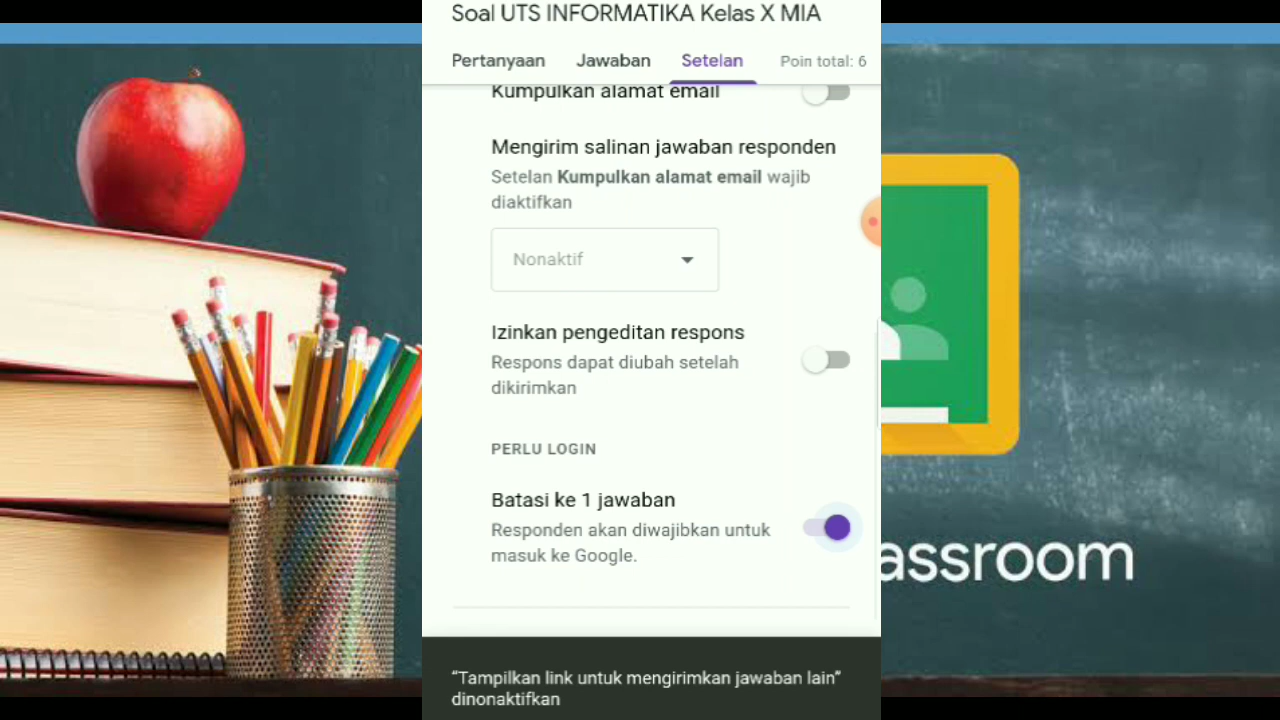 Soal UTS INFORMATIKA Kelas X MIA
Pertanyaan Jawaban Setelan Poin total: 6
Kumpulkan alamat email
Mengirim salinan jawaban responden
Setelan Kumpulkan alamat email wajib
diaktifkan
Nonaktif
Izinkan pengeditan respons
Respons dapat diubah setelah
dikirimkan
PERLU LOGIN
Batasi ke 1 jawaban
Responden akan diwajibkan untuk
masuk ke Google.
assroom
“Tampilkan link untuk mengirimkan jawaban lain”
dinonaktifkan